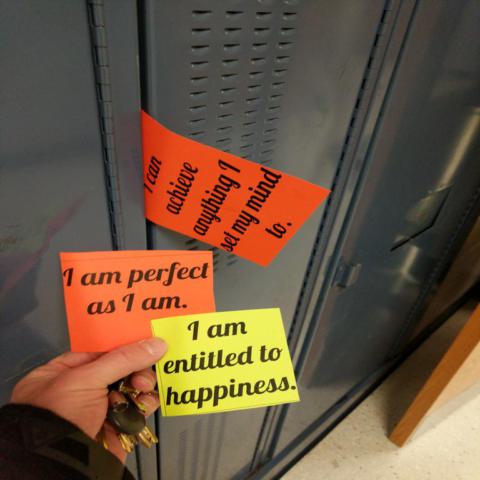 I can
achieve
anything I
set my mind
to.
I am perfect
as I am.
I am
entitled to
happiness.